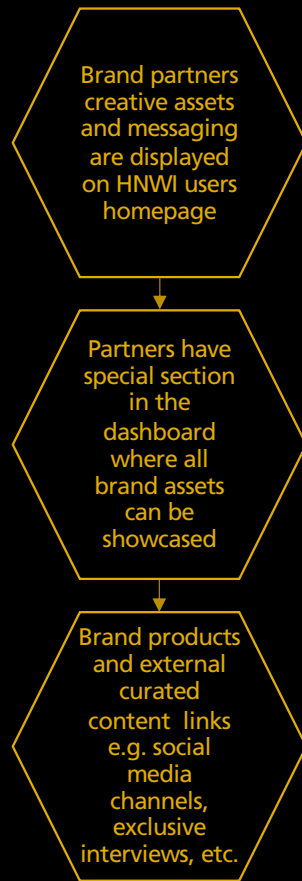 Brand partners
creative assets
and messaging
are displayed
on HNWI users
homepage
Partners have
special section
in the
dashboard
where all
brand assets
can be
showcased
Brand products
and external
curated
content  links
e.g. social
media
channels,
exclusive
interviews, etc.